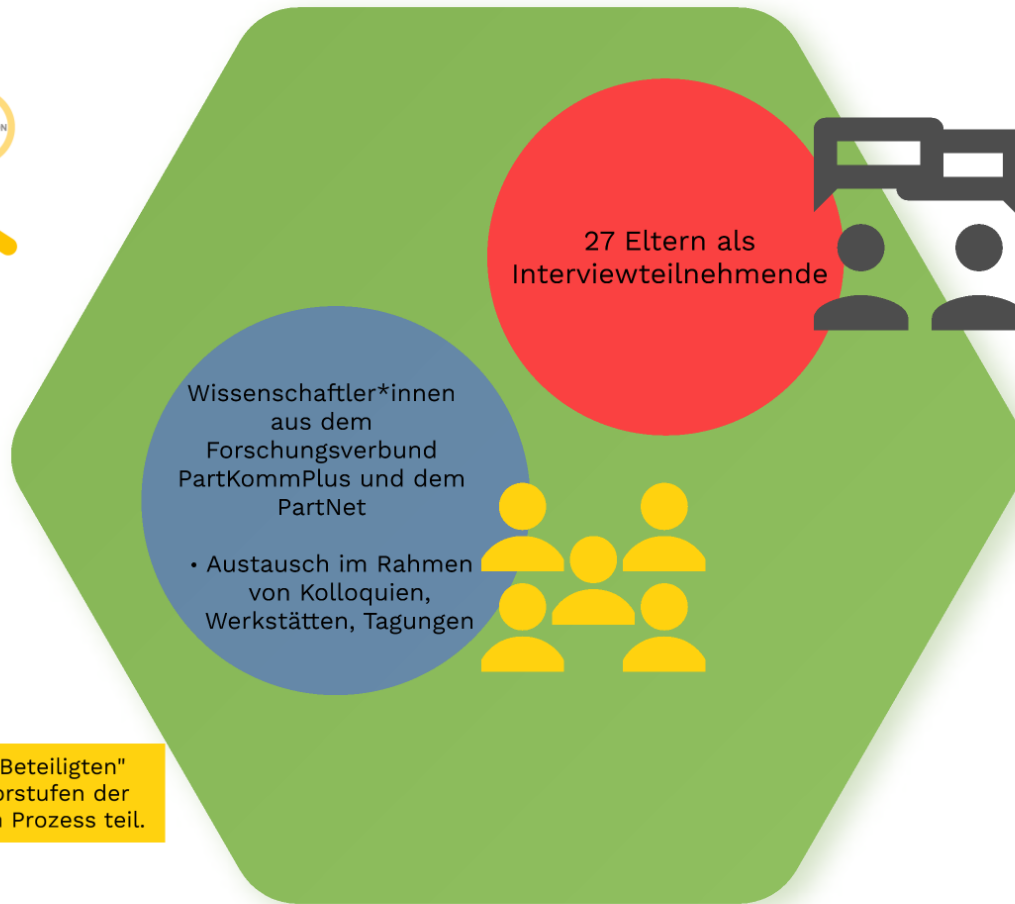 27 Eltern als
Interviewteilnehmende
Wissenschaftler*innen
aus dem
Forschungsverbund
PartKommPlus und dem
PartNet
• Austausch im Rahmen
von Kolloquien,
Werkstätten, Tagungen
Beteiligten"
der
Prozess teil.